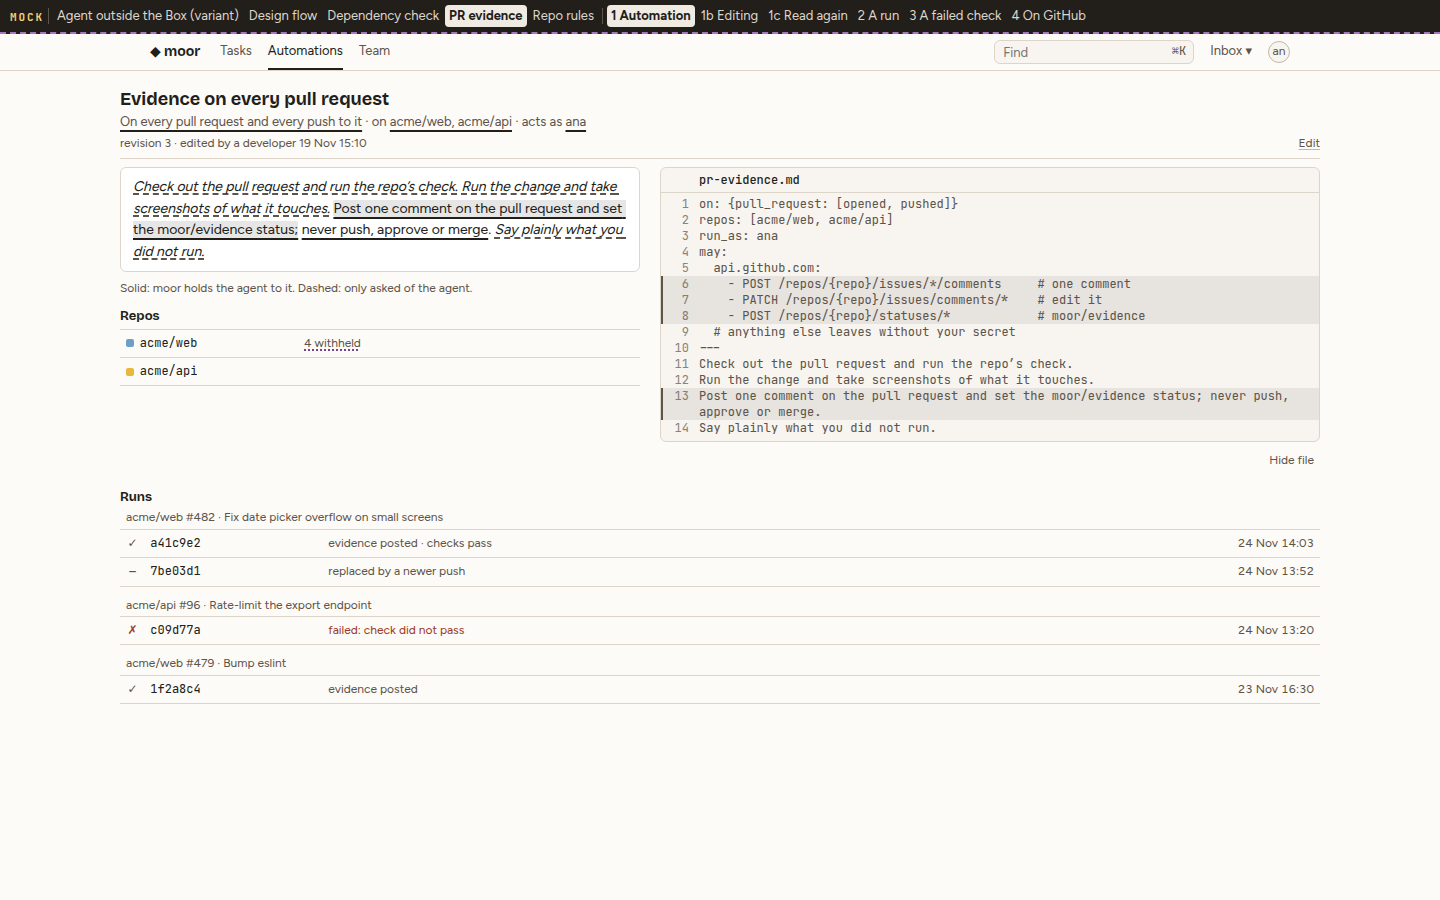 MOCK Agent outside the Box (variant) Design flow Dependency check PR evidence Repo rules 1 Automation 1b Editing 1c Read again 2 A run 3 A failed check 4 On GitHub
◆ moor Tasks Automations Team Find ⌘K Inbox ▾ an
Evidence on every pull request
On every pull request and every push to it · on acme/web, acme/api · acts as ana
revision 3 · edited by a developer 19 Nov 15:10 Edit
Check out the pull request and run the repo's check. Run the change and take
screenshots of what it touches. Post one comment on the pull request and set
the moor/evidence status; never push, approve or merge. Say plainly what you
did not run.
Solid: moor holds the agent to it. Dashed: only asked of the agent.
Repos
acme/web 4 withheld
acme/api
pr-evidence.md
1 on: {pull_request: [opened, pushed]}
2 repos: [acme/web, acme/api]
3 run_as: ana
4 may:
5 api.github.com:
6 - POST /repos/{repo}/issues/*/comments # one comment
7 - PATCH /repos/{repo}/issues/comments/* # edit it
8 - POST /repos/{repo}/statuses/* # moor/evidence
9 # anything else leaves without your secret
10 ---
11 Check out the pull request and run the repo’s check.
12 Run the change and take screenshots of what it touches.
13 Post one comment on the pull request and set the moor/evidence status; never push,
approve or merge.
14 Say plainly what you did not run.
Hide file
Runs
acme/web #482 · Fix date picker overflow on small screens
✓ a41c9e2 evidence posted · checks pass 24 Nov 14:03
– 7be03d1 replaced by a newer push 24 Nov 13:52
acme/api #96 · Rate-limit the export endpoint
✗ c09d77a failed: check did not pass 24 Nov 13:20
acme/web #479 · Bump eslint
✓ 1f2a8c4 evidence posted 23 Nov 16:30